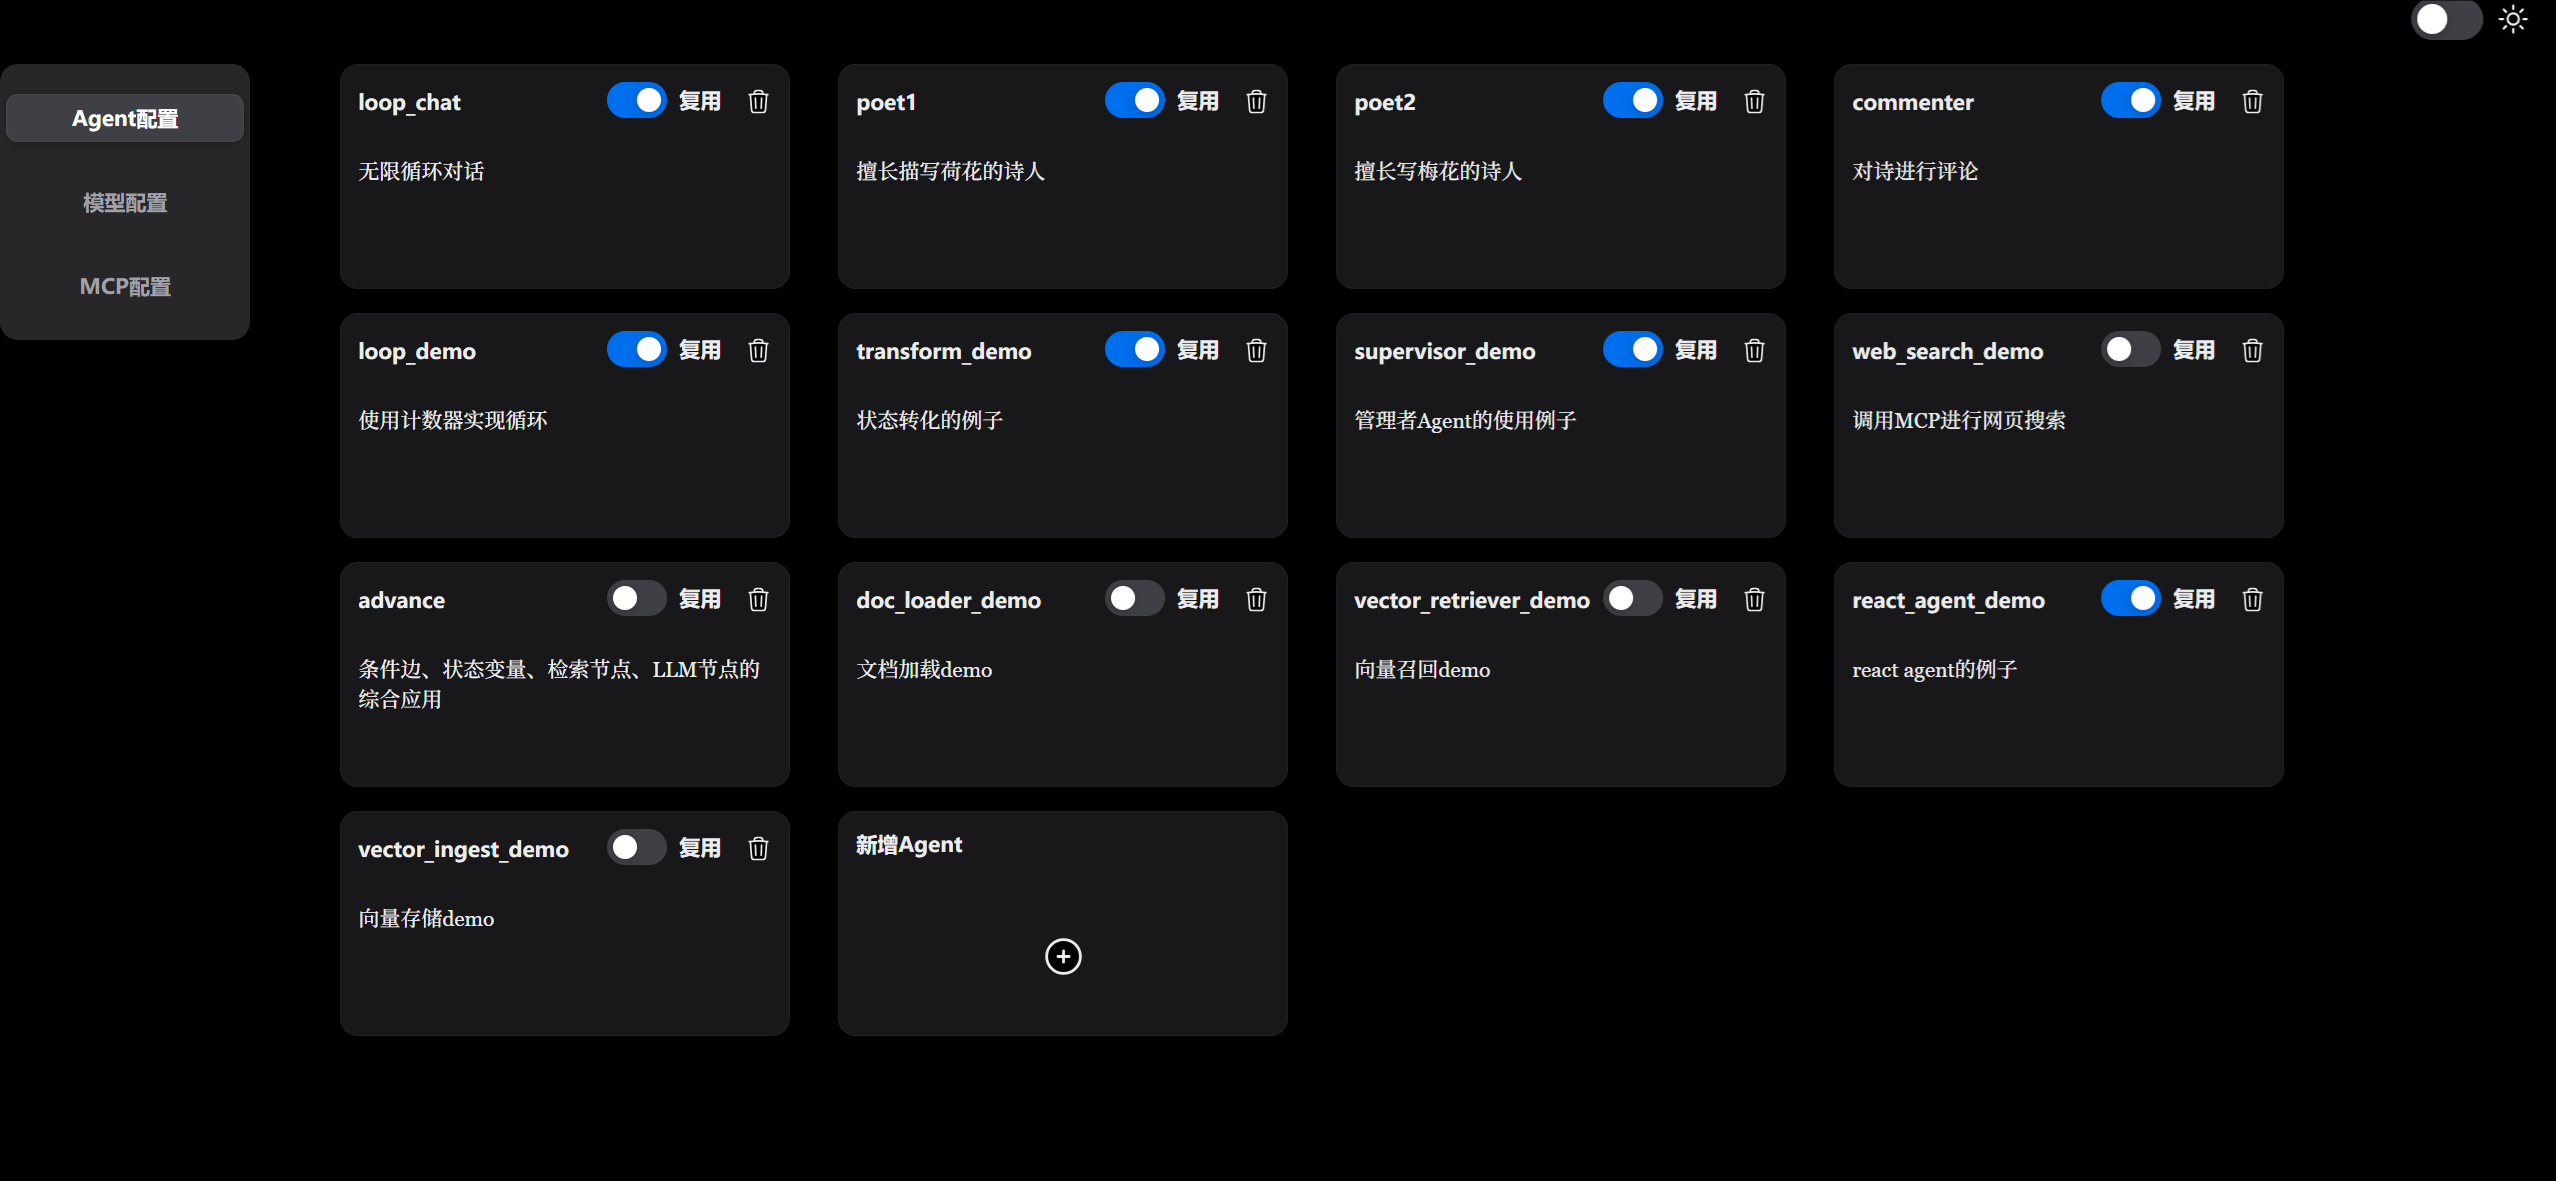 Agent配置
模型配置
MCP配置
loop_chat 复用
无限循环对话
poet1 复用
擅长描写荷花的诗人
poet2 复用
擅长写梅花的诗人
commenter 复用
对诗进行评论
loop_demo 复用
使用计数器实现循环
transform_demo 复用
状态转化的例子
supervisor_demo 复用
管理者Agent的使用例子
web_search_demo 复用
调用MCP进行网页搜索
advance 复用
条件边、状态变量、检索节点、LLM节点的
综合应用
doc_loader_demo 复用
文档加载demo
vector_retriever_demo 复用
向量召回demo
react_agent_demo 复用
react agent的例子
vector_ingest_demo 复用
向量存储demo
新增Agent